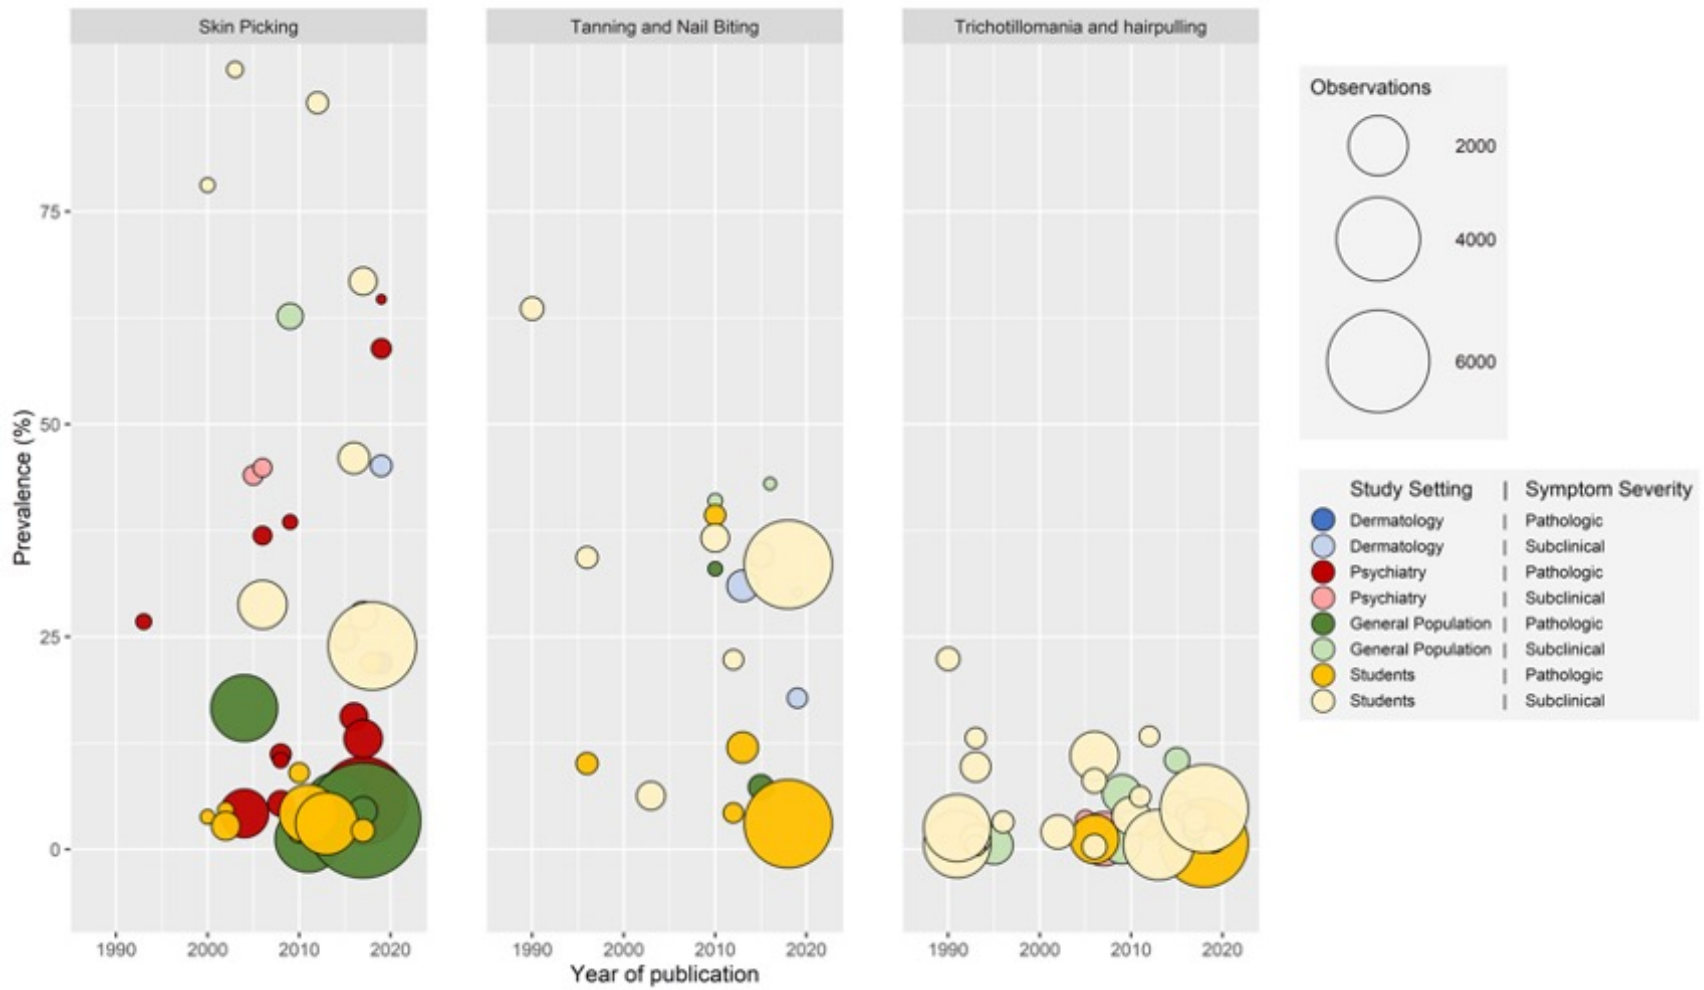 Skin Picking
Tanning and Nail Biting
Trichotillomania and hairpulling
Prevalence (%)
75
50
25
0
1990 2000 2010 2020
1990 2000 2010 2020
1990 2000 2010 2020
Year of publication
Observations
2000
4000
6000
Study Setting | Symptom Severity
Dermatology | Pathologic
Dermatology | Subclinical
Psychiatry | Pathologic
Psychiatry | Subclinical
General Population | Pathologic
General Population | Subclinical
Students | Pathologic
Students | Subclinical